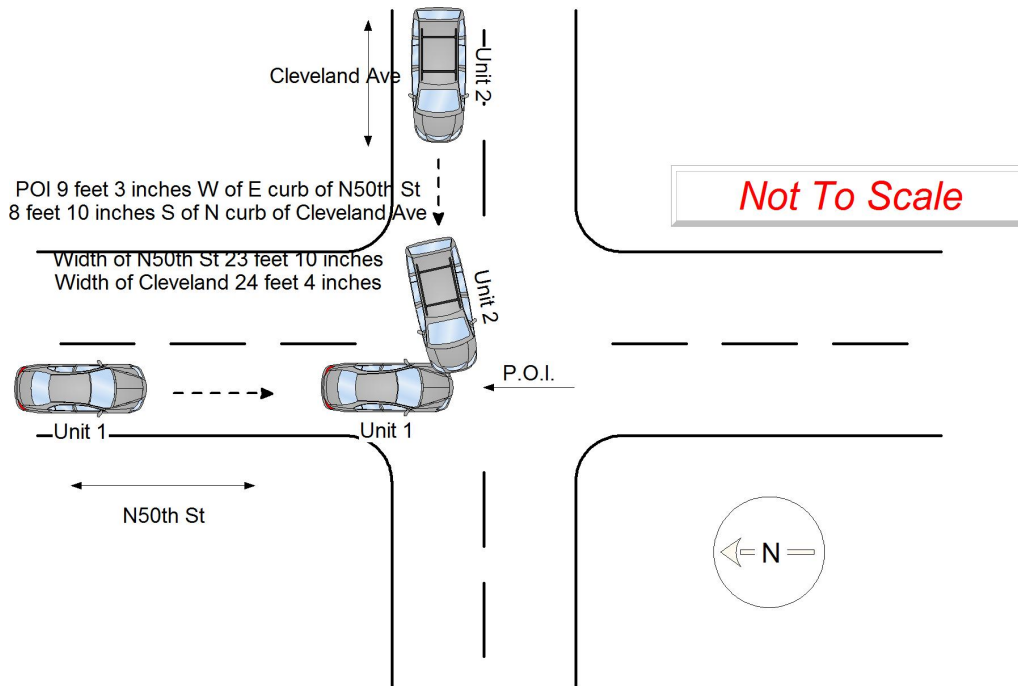 Cleveland Ave
Unit 2
POI 9 feet 3 inches W of E curb of N50th St
8 feet 10 inches S of N curb of Cleveland Ave
Not To Scale
Width of N50th St 23 feet 10 inches
Width of Cleveland 24 feet 4 inches
Unit 2
P.O.I.
Unit 1
Unit 1
N50th St
N